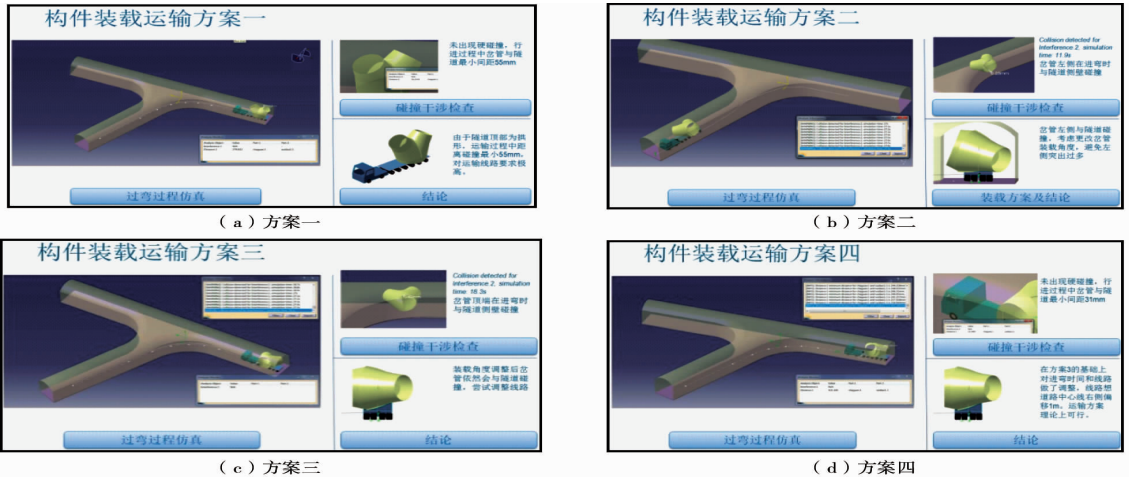 构件装载运输方案一
未出现硬碰撞，行
进过程中岔管与隧
道最小间距55mm
碰撞干涉检查
由于隧道顶部为拱
形，运输过程中距
离碰撞最小55mm，
对运输线路要求极
高。
过弯过程仿真
结论
（a）方案一
构件装载运输方案二
Collision detected for
Interference 2. simulation
time 11.9s
岔管左侧在进弯时
与隧道侧壁碰撞
碰撞干涉检查
岔管左侧与隧道碰
撞，考虑更改岔管
装载角度，避免左
侧突出过多
过弯过程仿真
装载方案及结论
（b）方案二
构件装载运输方案三
Collision detected for
interference 2. simulation
time 16.3s
岔管顶端在进弯时
与隧道侧壁碰撞
碰撞干涉检查
装载角度调整后岔
管依然会与隧道碰
撞，尝试调整线路
过弯过程仿真
结论
（c）方案三
构件装载运输方案四
未出现硬碰撞，行
进过程中岔管与隧
道最小间距31mm
碰撞干涉检查
在方案3的基础上
对进弯时间和线路
做了调整，线路想
道路中心线右侧偏
移1m。运输方案
理论上可行。
过弯过程仿真
结论
（d）方案四